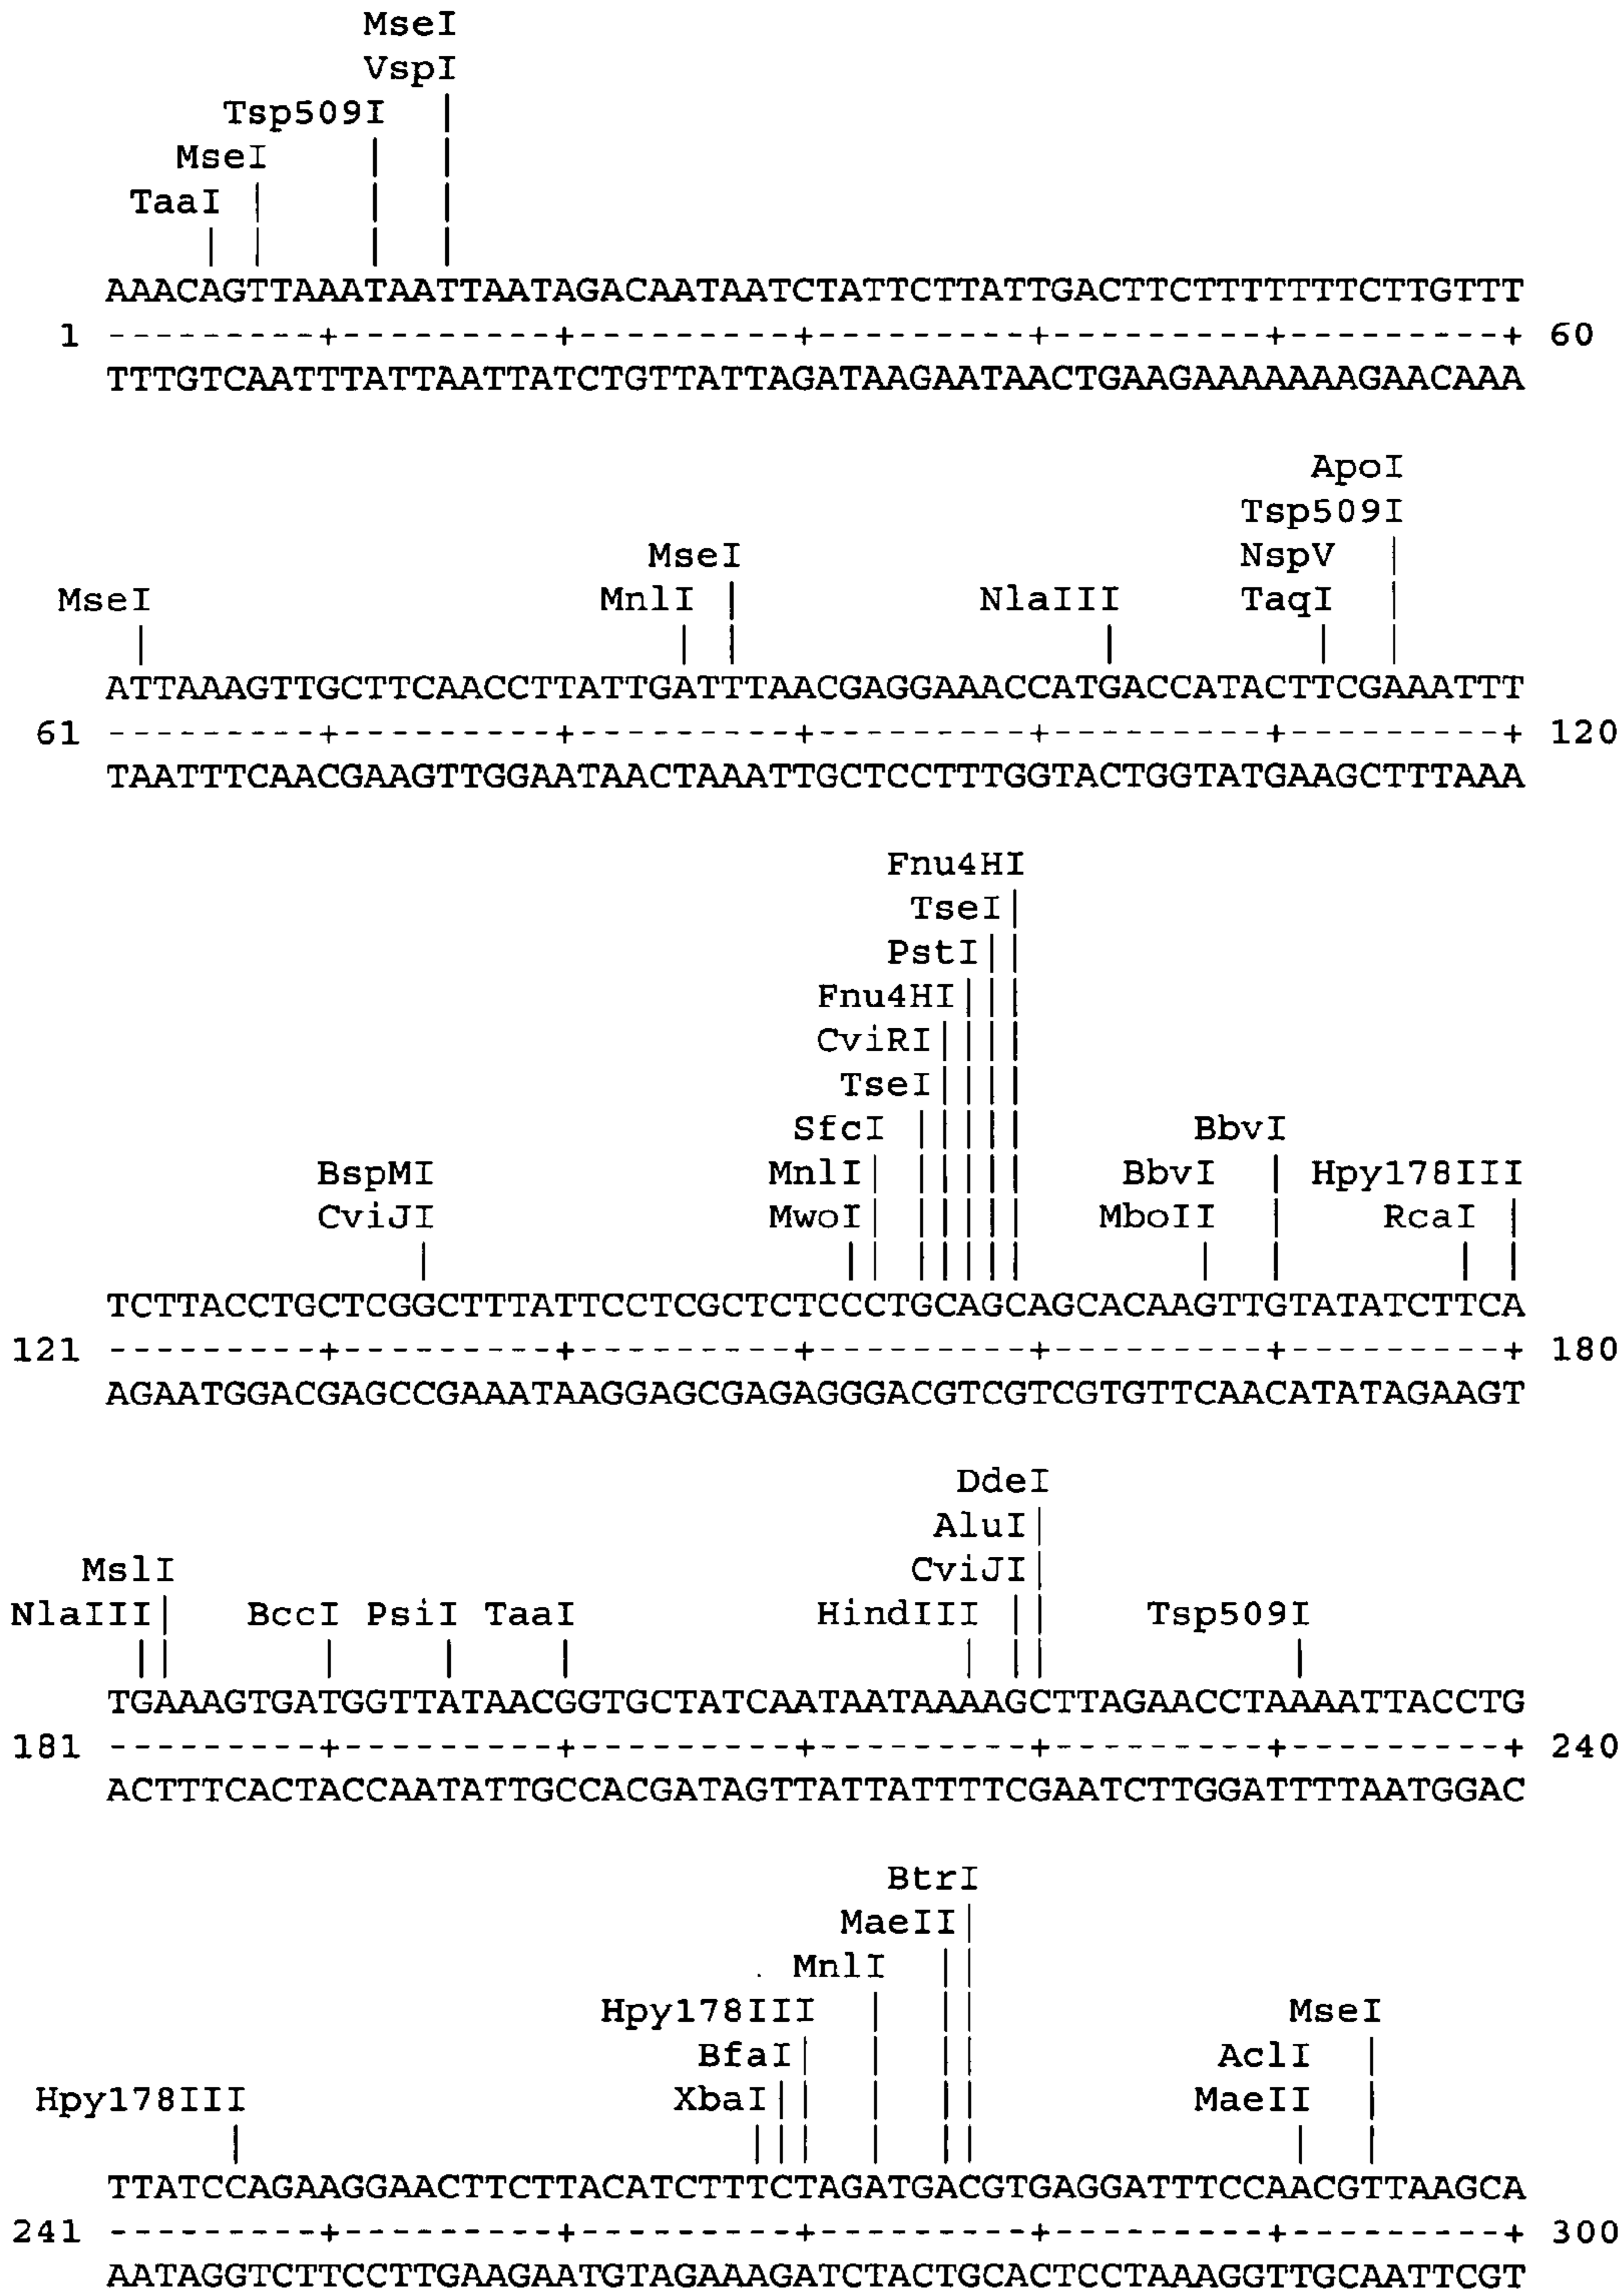 MseI
VspI
Tsp509I
MseI
TaaI
AAACAGTTAAATAATTAATAGACAATAATCTATTCTTATTGACTTCTTTTTTTCTTGTTT
1 ---------+---------+---------+---------+---------+---------+ 60
TTTGTCAATTTATTAATTATCTGTTATTAGATAAGAATAACTGAAGAAAAAAAGAACAAA
ApoI
Tsp509I
MseI NspV
MseI MnlI NlaIII TaqI
ATTAAAGTTGCTTCAACCTTATTGATTTAACGAGGAAACCATGACCATACTTCGAAATTT
61 ---------+---------+---------+---------+---------+---------+ 120
TAATTTCAACGAAGTTGGAATAACTAAATTGCTCCTTTGGTACTGGTATGAAGCTTTAAA
Fnu4HI
TseI
PstI
Fnu4HI
CviRI
TseI
SfcI BbvI
BspMI MnlI BbvI Hpy178III
CviJI MwoI MboII RcaI
TCTTACCTGCTCGGCTTTATTCCTCGCTCTCCCTGCAGCAGCACAAGTTGTATATCTTCA
121 ---------+---------+---------+---------+---------+---------+ 180
AGAATGGACGAGCCGAAATAAGGAGCGAGAGGGACGTCGTCGTGTTCAACATATAGAAGT
DdeI
AluI
MslI CviJI
NlaIII BccI PsiI TaaI HindIII Tsp509I
TGAAAGTGATGGTTATAACGGTGCTATCAATAATAAAAGCTTAGAACCTAAAATTACCTG
181 ---------+---------+---------+---------+---------+---------+ 240
ACTTTCACTACCAATATTGCCACGATAGTTATTATTTTCGAATCTTGGATTTTAATGGAC
BtrI
MaeII
MnlI
Hpy178III MseI
BfaI AclI
Hpy178III XbaI MaeII
TTATCCAGAAGGAACTTCTTACATCTTTCTAGATGACGTGAGGATTTCCAACGTTAAGCA
241 ---------+---------+---------+---------+---------+---------+ 300
AATAGGTCTTCCTTGAAGAATGTAGAAAGATCTACTGCACTCCTAAAGGTTGCAATTCGT